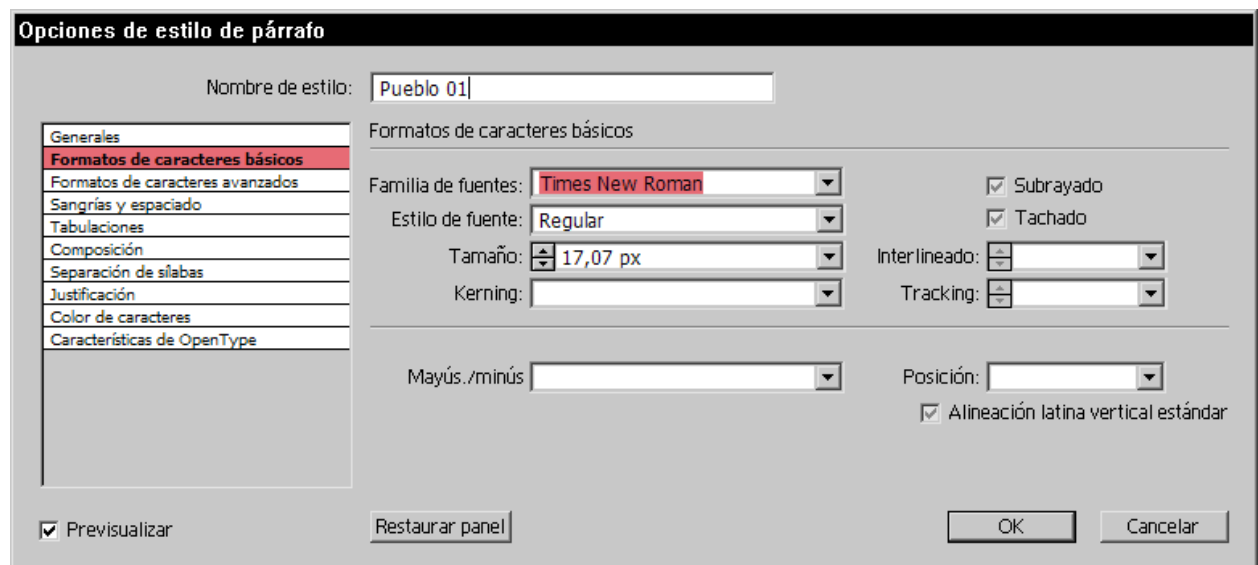 Opciones de estilo de párrafo
Nombre de estilo: Pueblo 01
Generales
Formatos de caracteres básicos
Formatos de caracteres avanzados
Sangrías y espaciado
Tabulaciones
Composición
Separación de sílabas
Justificación
Color de caracteres
Características de OpenType
Formatos de caracteres básicos
Familia de fuentes: Times New Roman
Subrayado
Estilo de fuente: Regular
Tachado
Tamaño: 17,07 px
Interlineado:
Kerning:
Tracking:
Mayús./minús
Posición:
Alineación latina vertical estándar
Previsualizar
Restaurar panel
OK
Cancelar